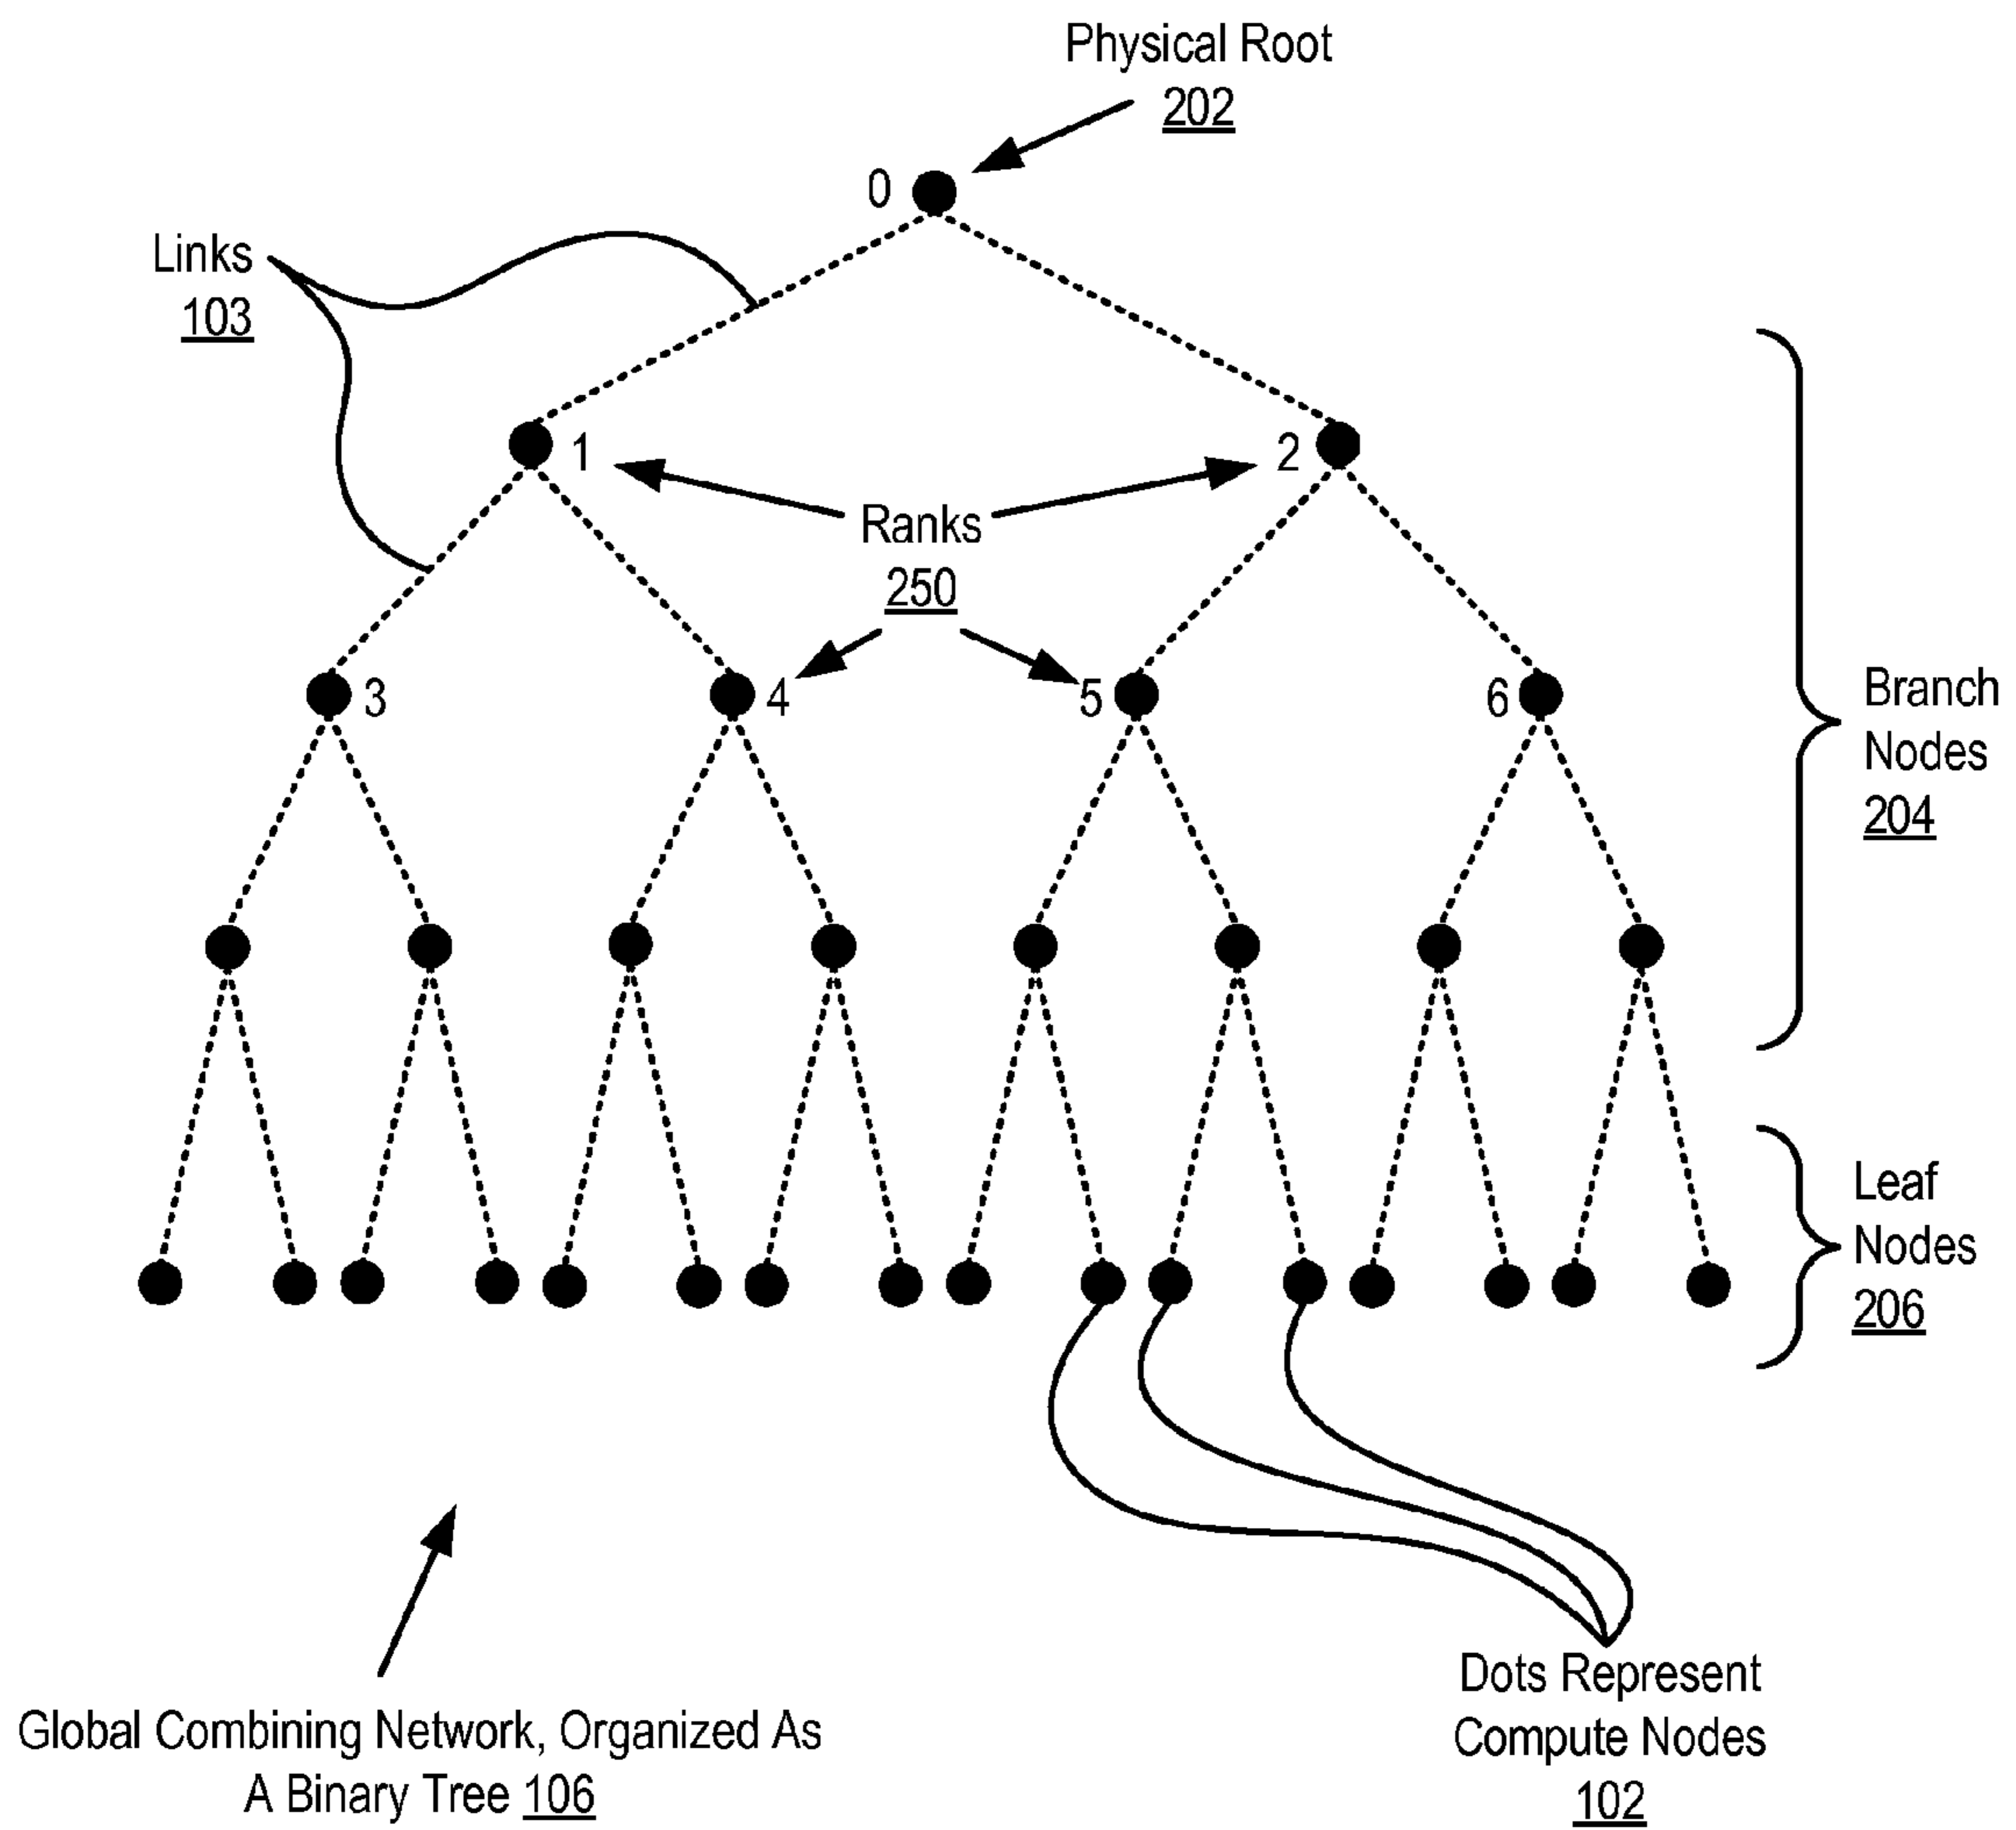 Physical Root
202
0
Links
103
1
2
Ranks
250
3
4
5
6
Branch
Nodes
204
Leaf
Nodes
206
Global Combining Network, Organized As
A Binary Tree 106
Dots Represent
Compute Nodes
102